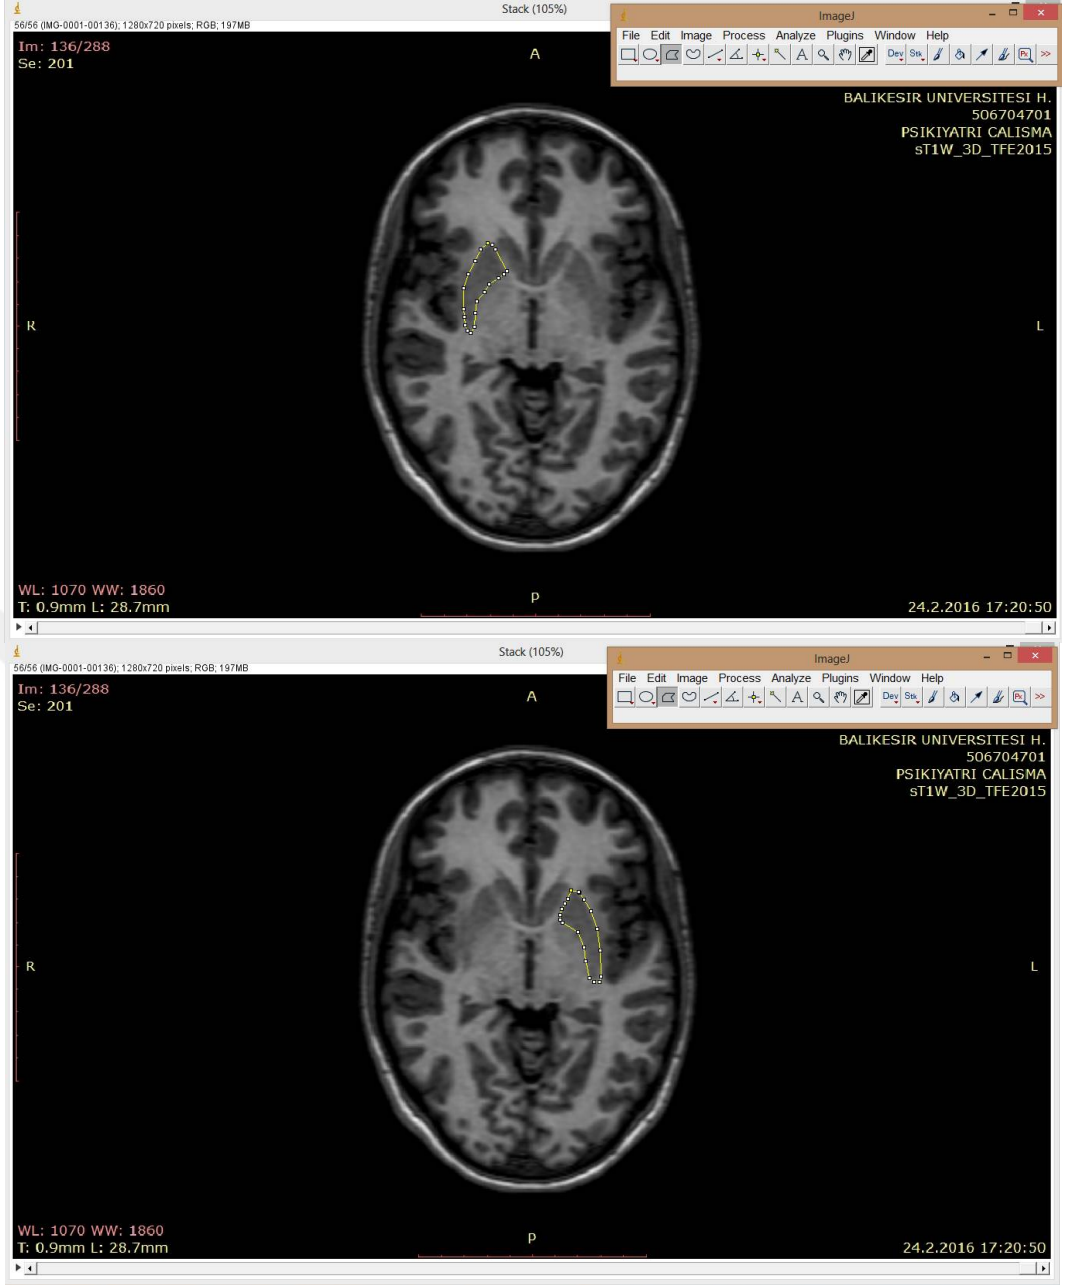 Stack (105%)
56/56 (IMG-0001-00136); 1280x720 pixels; RGB; 197MB
ImageJ
File Edit Image Process Analyze Plugins Window Help
A Dev Stk >>
Im: 136/288
Se: 201
A
BALIKESIR UNIVERSITESI H.
506704701
PSIKIYATRI CALISMA
sT1W_3D_TFE2015
R
L
WL: 1070 WW: 1860
T: 0.9mm L: 28.7mm
P
24.2.2016 17:20:50
Stack (105%)
56/56 (IMG-0001-00136); 1280x720 pixels; RGB; 197MB
ImageJ
File Edit Image Process Analyze Plugins Window Help
A Dev Stk >>
Im: 136/288
Se: 201
A
BALIKESIR UNIVERSITESI H.
506704701
PSIKIYATRI CALISMA
sT1W_3D_TFE2015
R
L
WL: 1070 WW: 1860
T: 0.9mm L: 28.7mm
P
24.2.2016 17:20:50